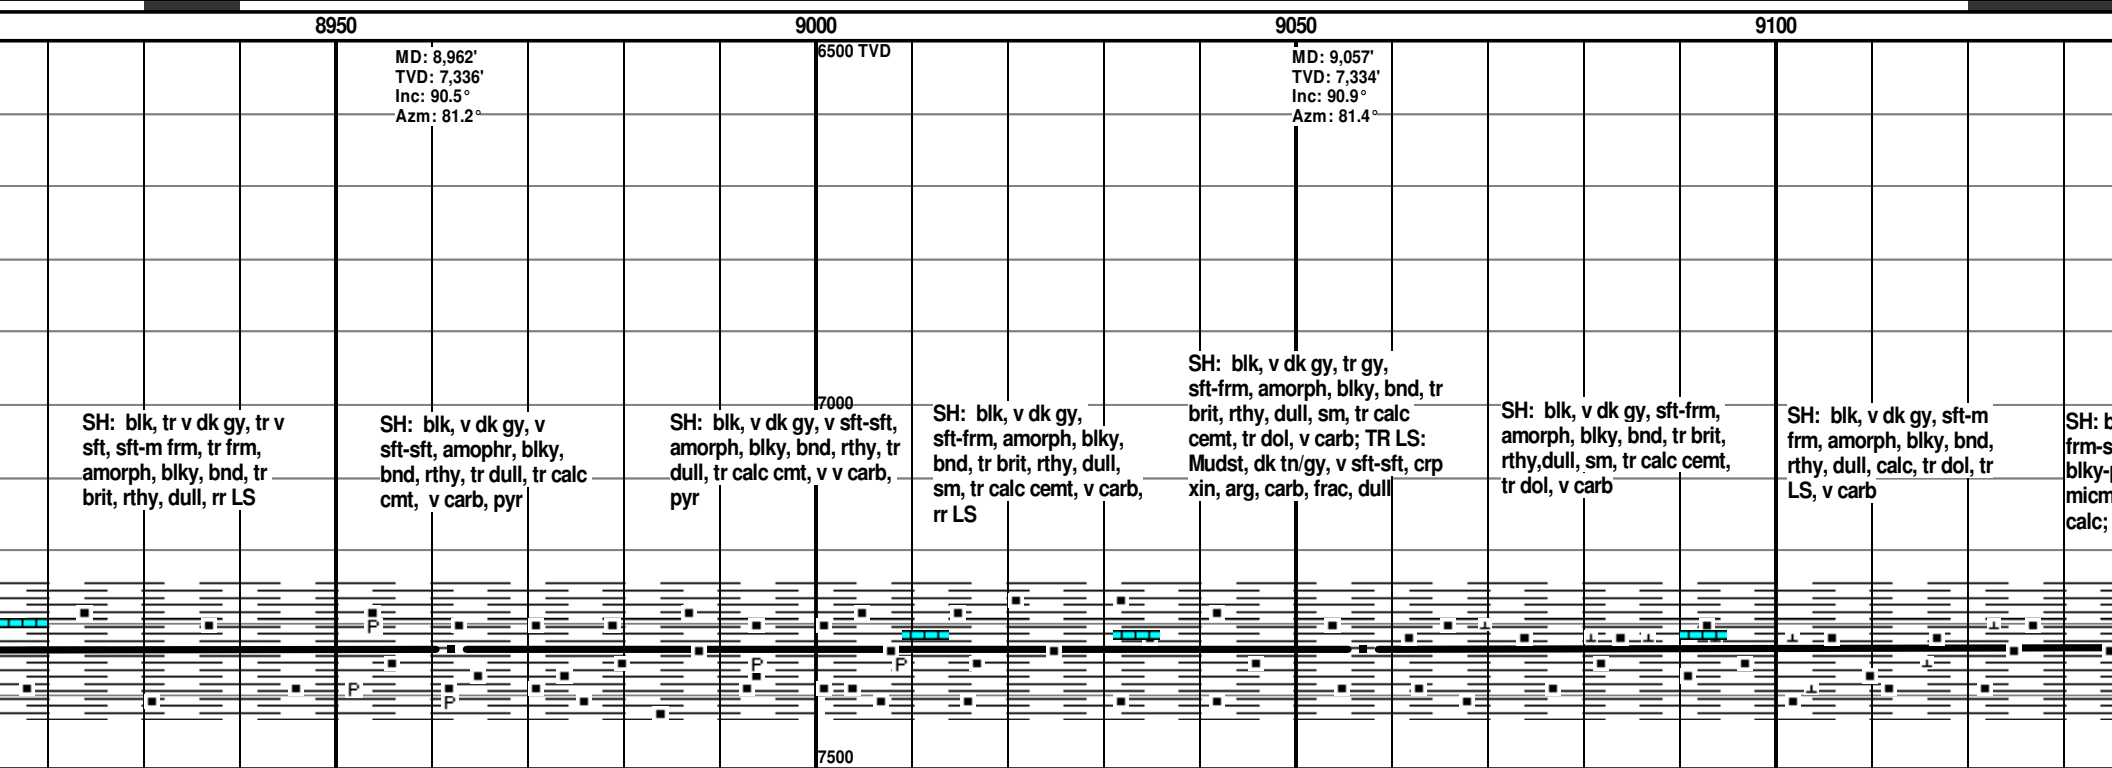 8950
9000
9050
9100
MD: 8,962'
TVD: 7,336'
Inc: 90.5°
Azm: 81.2°
6500 TVD
MD: 9,057'
TVD: 7,334'
Inc: 90.9°
Azm: 81.4°
7000
SH:  blk, tr v dk gy, tr v
sft, sft-m frm, tr frm,
amorph, blky, bnd, tr
brit, rthy, dull, rr LS
SH:  blk, v dk gy, v
sft-sft, amophr, blky,
bnd, rthy, tr dull, tr calc
cmt,  v carb, pyr
SH:  blk, v dk gy, v sft-sft,
amorph, blky, bnd, rthy, tr
dull, tr calc cmt, v v carb,
pyr
SH:  blk, v dk gy,
sft-frm, amorph, blky,
bnd, tr brit, rthy, dull,
sm, tr calc cemt, v carb,
rr LS
SH:  blk, v dk gy, tr gy,
sft-frm, amorph, blky, bnd, tr
brit, rthy, dull, sm, tr calc
cemt, tr dol, v carb; TR LS:
Mudst, dk tn/gy, v sft-sft, crp
xin, arg, carb, frac, dull
SH:  blk, v dk gy, sft-frm,
amorph, blky, bnd, tr brit,
rthy,dull, sm, tr calc cemt,
tr dol, v carb
SH:  blk, v dk gy, sft-m
frm, amorph, blky, bnd,
rthy, dull, calc, tr dol, tr
LS, v carb
SH: b
frm-s
blky-p
micm
calc;
P
P
P
P
P
7500